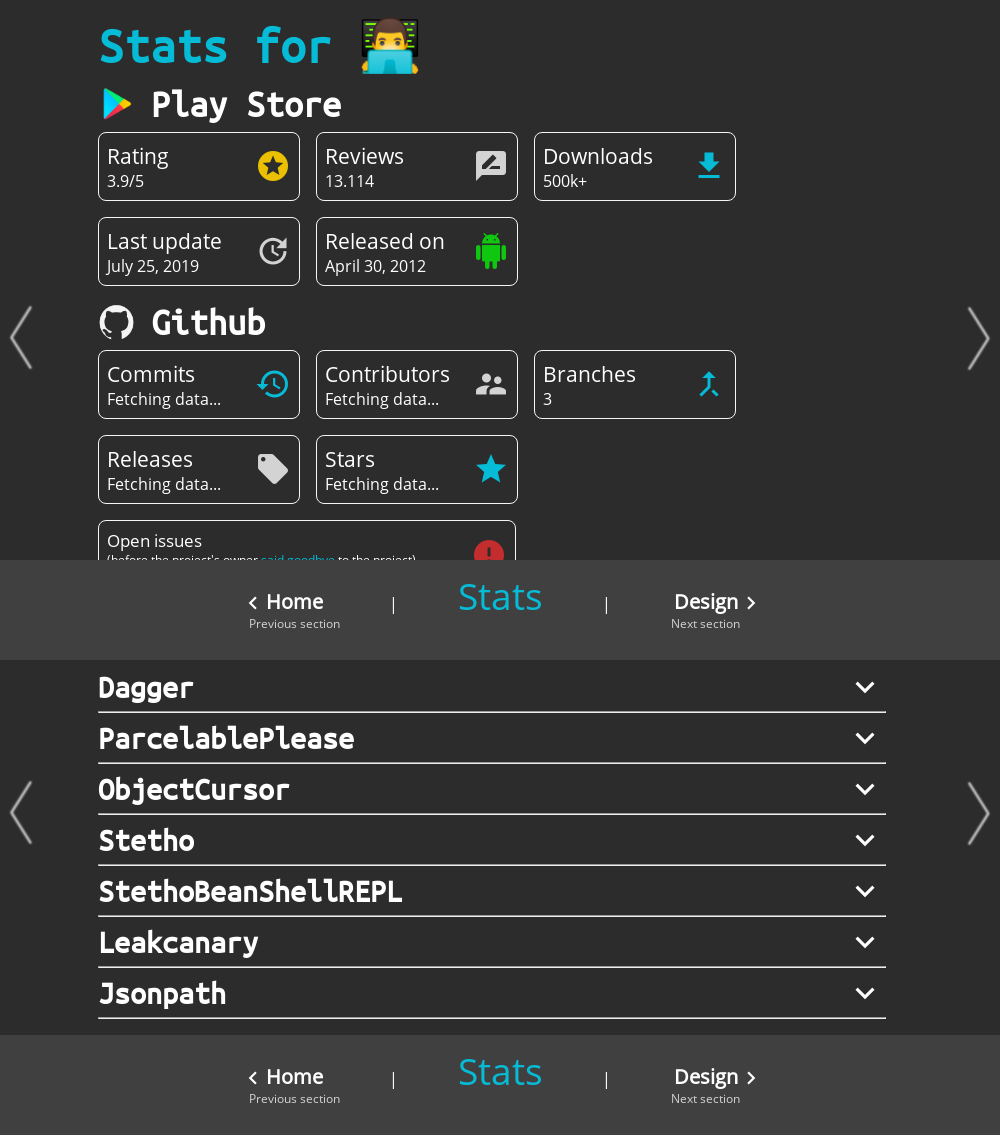 Stats for
Play Store
Rating
3.9/5
Reviews
13.114
Downloads
500k+
Last update
July 25, 2019
Released on
April 30, 2012
Github
Commits
Fetching data...
Contributors
Fetching data...
Branches
3
Releases
Fetching data...
Stars
Fetching data...
Open issues
(before the project's owner said goodbye to the project)
Home
Previous section
|
Stats
|
Design
Next section
Dagger
ParcelablePlease
ObjectCursor
Stetho
StethoBeanShellREPL
Leakcanary
Jsonpath
Home
Previous section
|
Stats
|
Design
Next section